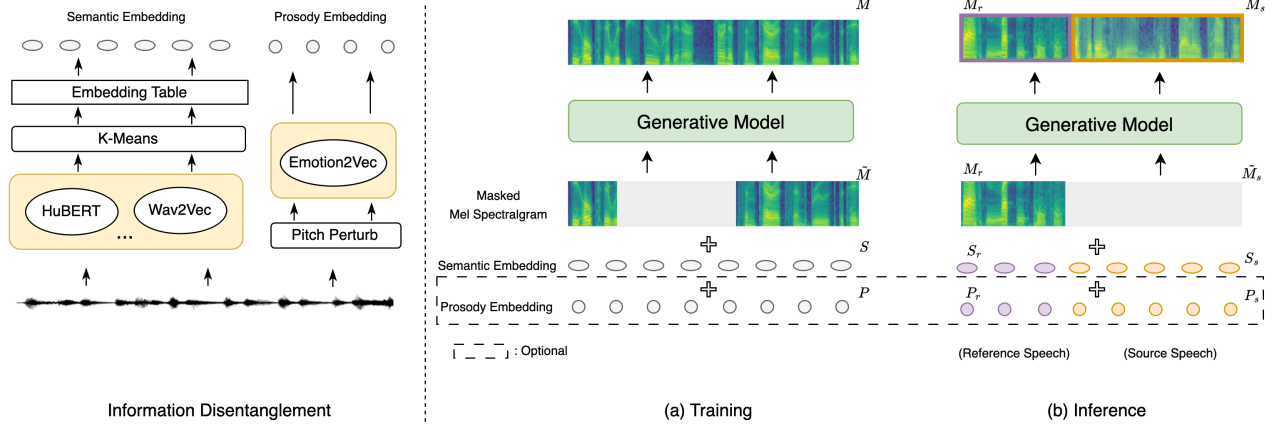 Semantic Embedding
Prosody Embedding
Embedding Table
K-Means
HuBERT
Wav2Vec
...
Emotion2Vec
Pitch Perturb
Information Disentanglement
M
Generative Model
M̃
Masked
Mel Spectralgram
S
Semantic Embedding
P
Prosody Embedding
: Optional
(a) Training
M_r
M_s
Generative Model
M_r
M̃_s
S_r
S_s
P_r
P_s
(Reference Speech)
(Source Speech)
(b) Inference